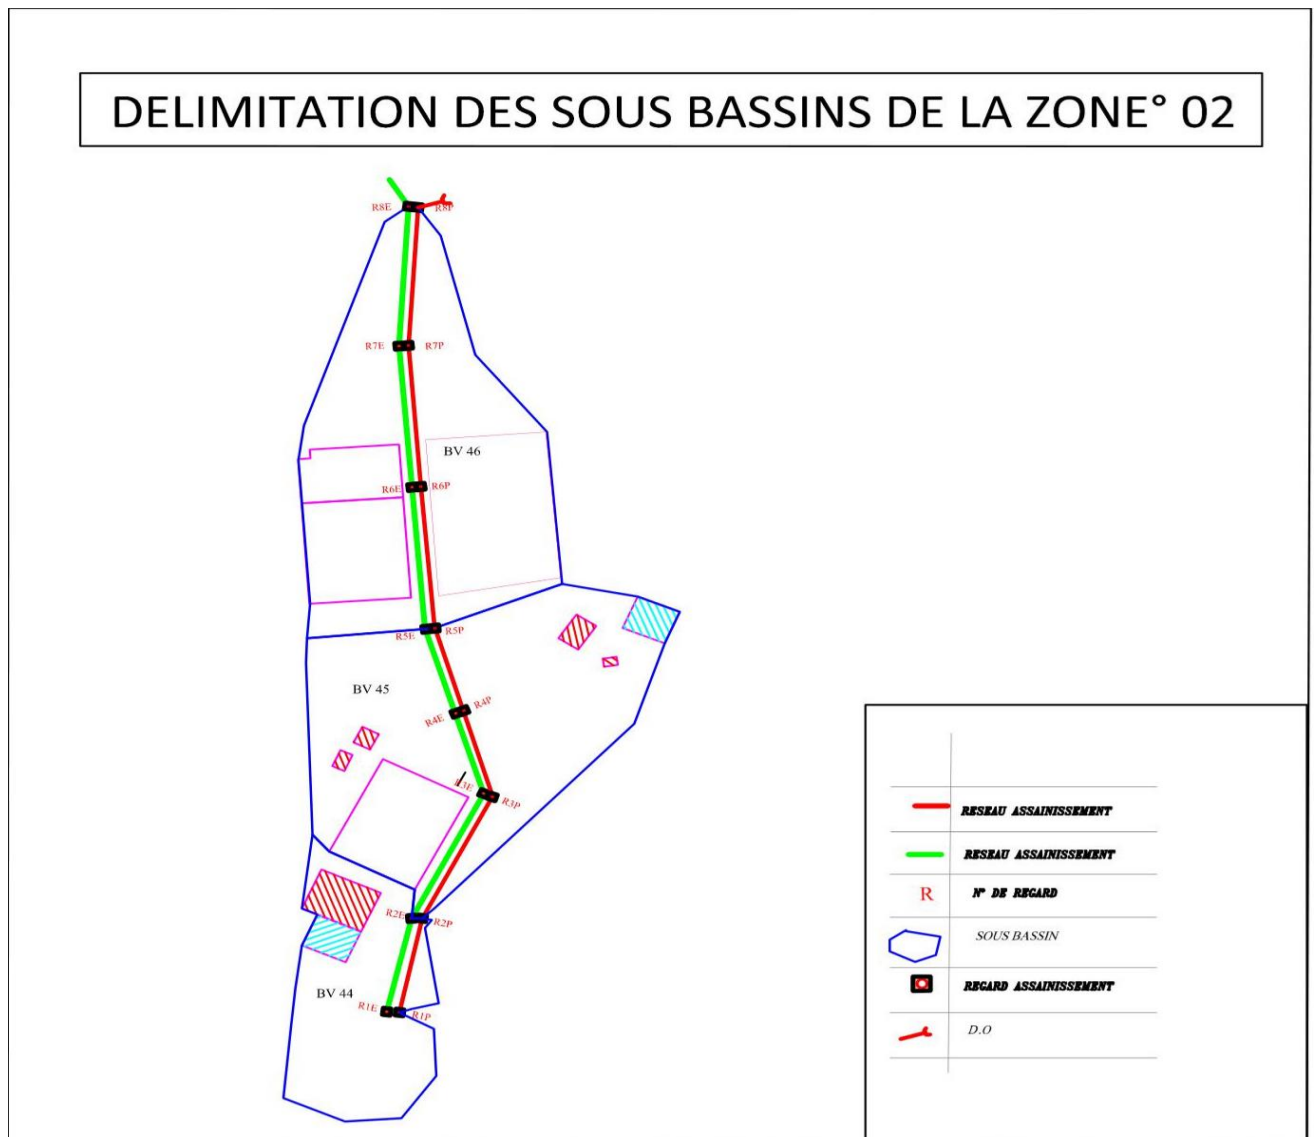 DELIMITATION DES SOUS BASSINS DE LA ZONE° 02
R8E
R8P
R7E
R7P
BV 46
R6E
R6P
R5E
R5P
BV 45
R4E
R4P
R3E
R3P
R2E
R2P
BV 44
R1E
R1P
RESEAU ASSAINISSEMENT
RESEAU ASSAINISSEMENT
R
N° DE REGARD
SOUS BASSIN
REGARD ASSAINISSEMENT
D.O